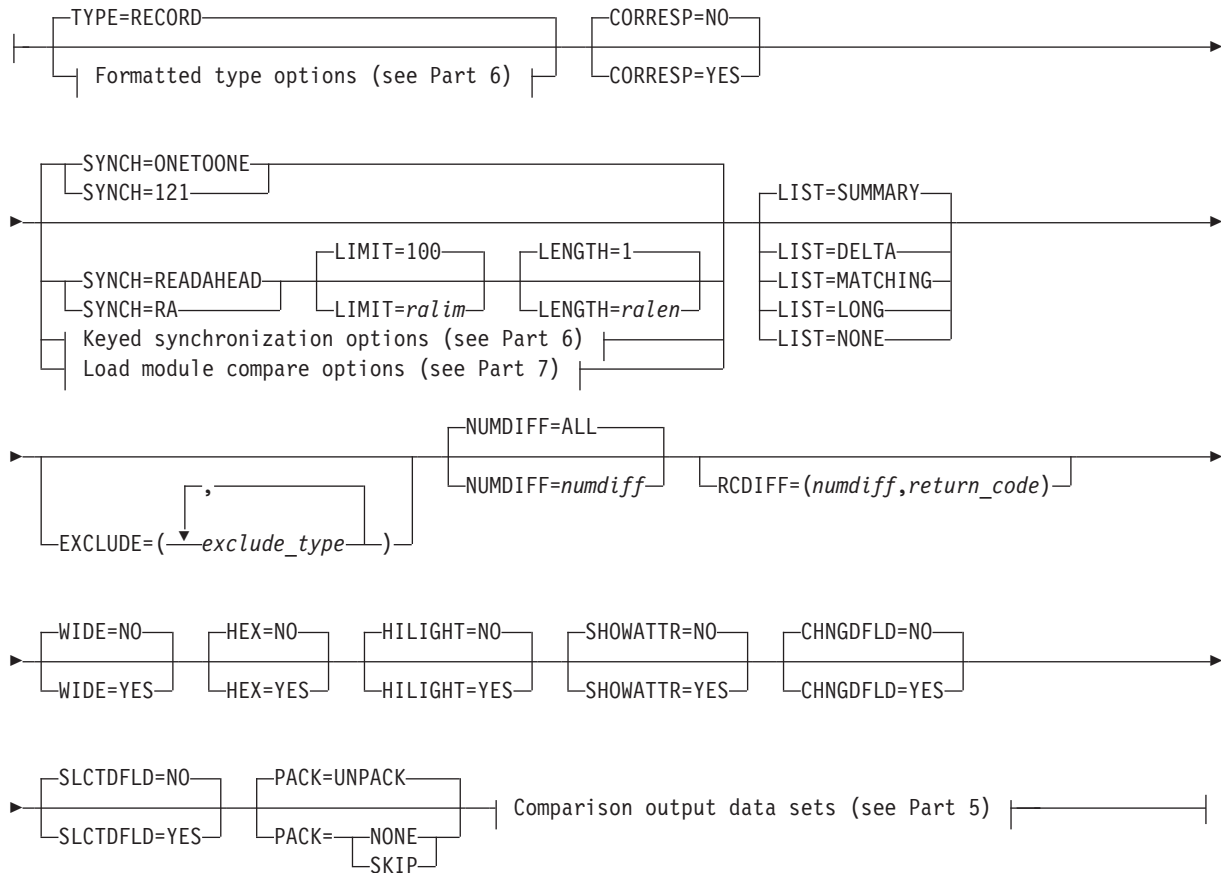 TYPE=RECORD CORRESP=NO
Formatted type options (see Part 6) CORRESP=YES
SYNCH=ONETOONE
SYNCH=121 LIST=SUMMARY
LIMIT=100 LENGTH=1 LIST=DELTA
SYNCH=READAHEAD LIST=MATCHING
SYNCH=RA LIMIT=ralim LENGTH=ralen LIST=LONG
Keyed synchronization options (see Part 6) LIST=NONE
Load module compare options (see Part 7)
NUMDIFF=ALL
, NUMDIFF=numdiff RCDIFF=(numdiff,return_code)
EXCLUDE=( exclude_type )
WIDE=NO HEX=NO HILIGHT=NO SHOWATTR=NO CHNGDFLD=NO
WIDE=YES HEX=YES HILIGHT=YES SHOWATTR=YES CHNGDFLD=YES
SLCTDFLD=NO PACK=UNPACK
Comparison output data sets (see Part 5)
SLCTDFLD=YES PACK= NONE
SKIP